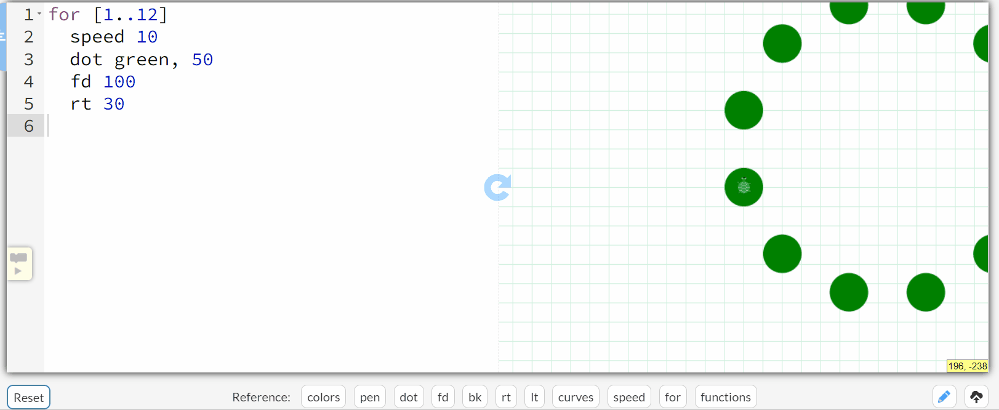 1 for [1..12]
2 speed 10
3 dot green, 50
4 fd 100
5 rt 30
6
196, -238
Reset Reference: colors pen dot fd bk rt lt curves speed for functions